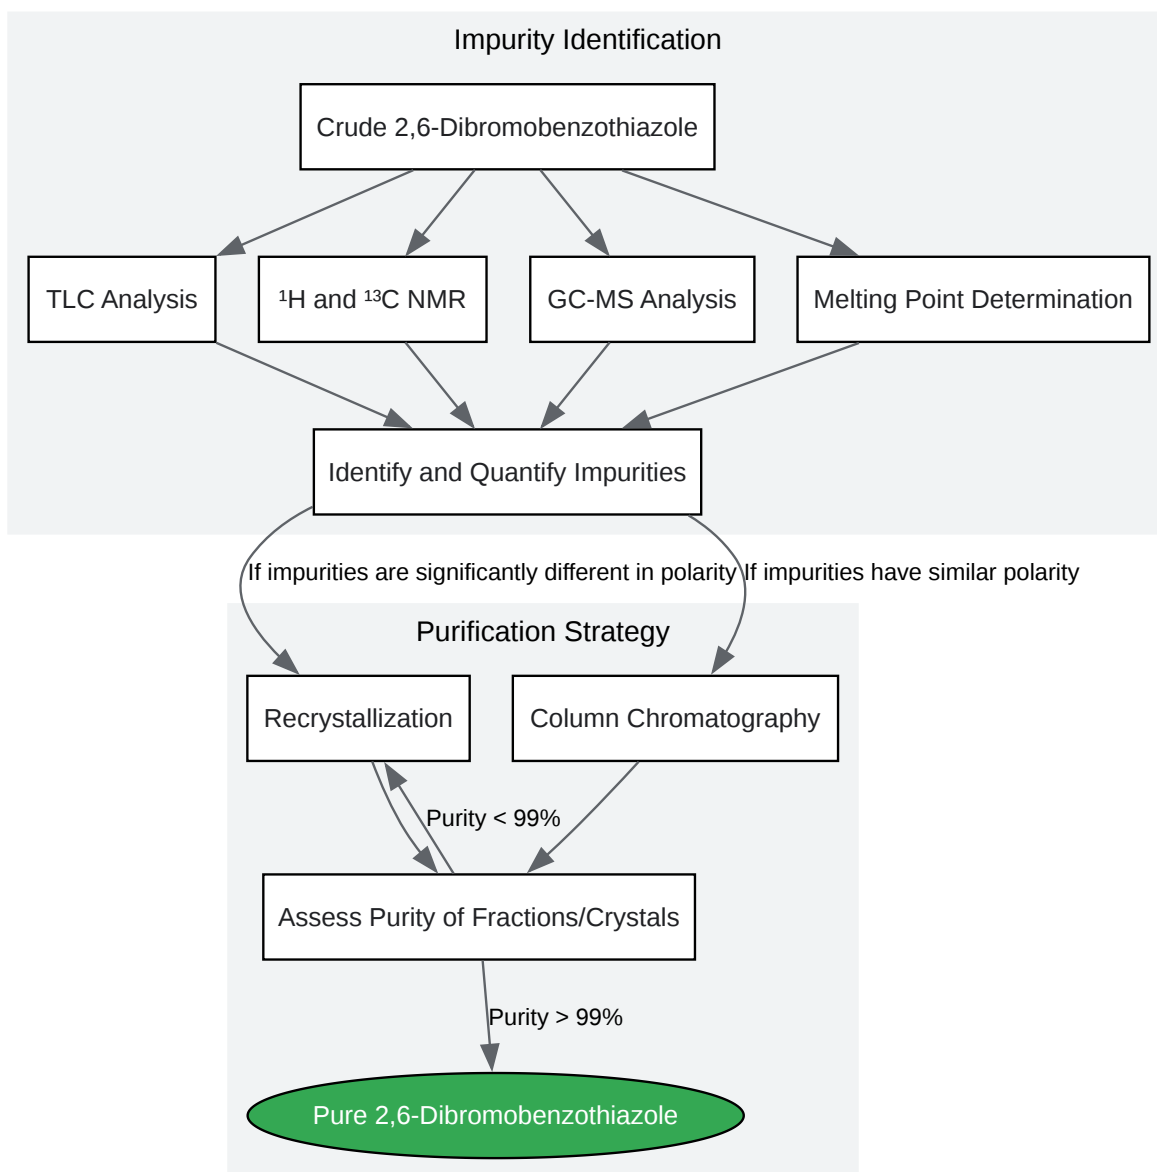 Impurity Identification
Crude 2,6-Dibromobenzothiazole
TLC Analysis
¹H and ¹³C NMR
GC-MS Analysis
Melting Point Determination
Identify and Quantify Impurities
If impurities are significantly different in polarity
If impurities have similar polarity
Purification Strategy
Recrystallization
Column Chromatography
Purity < 99%
Assess Purity of Fractions/Crystals
Purity > 99%
Pure 2,6-Dibromobenzothiazole